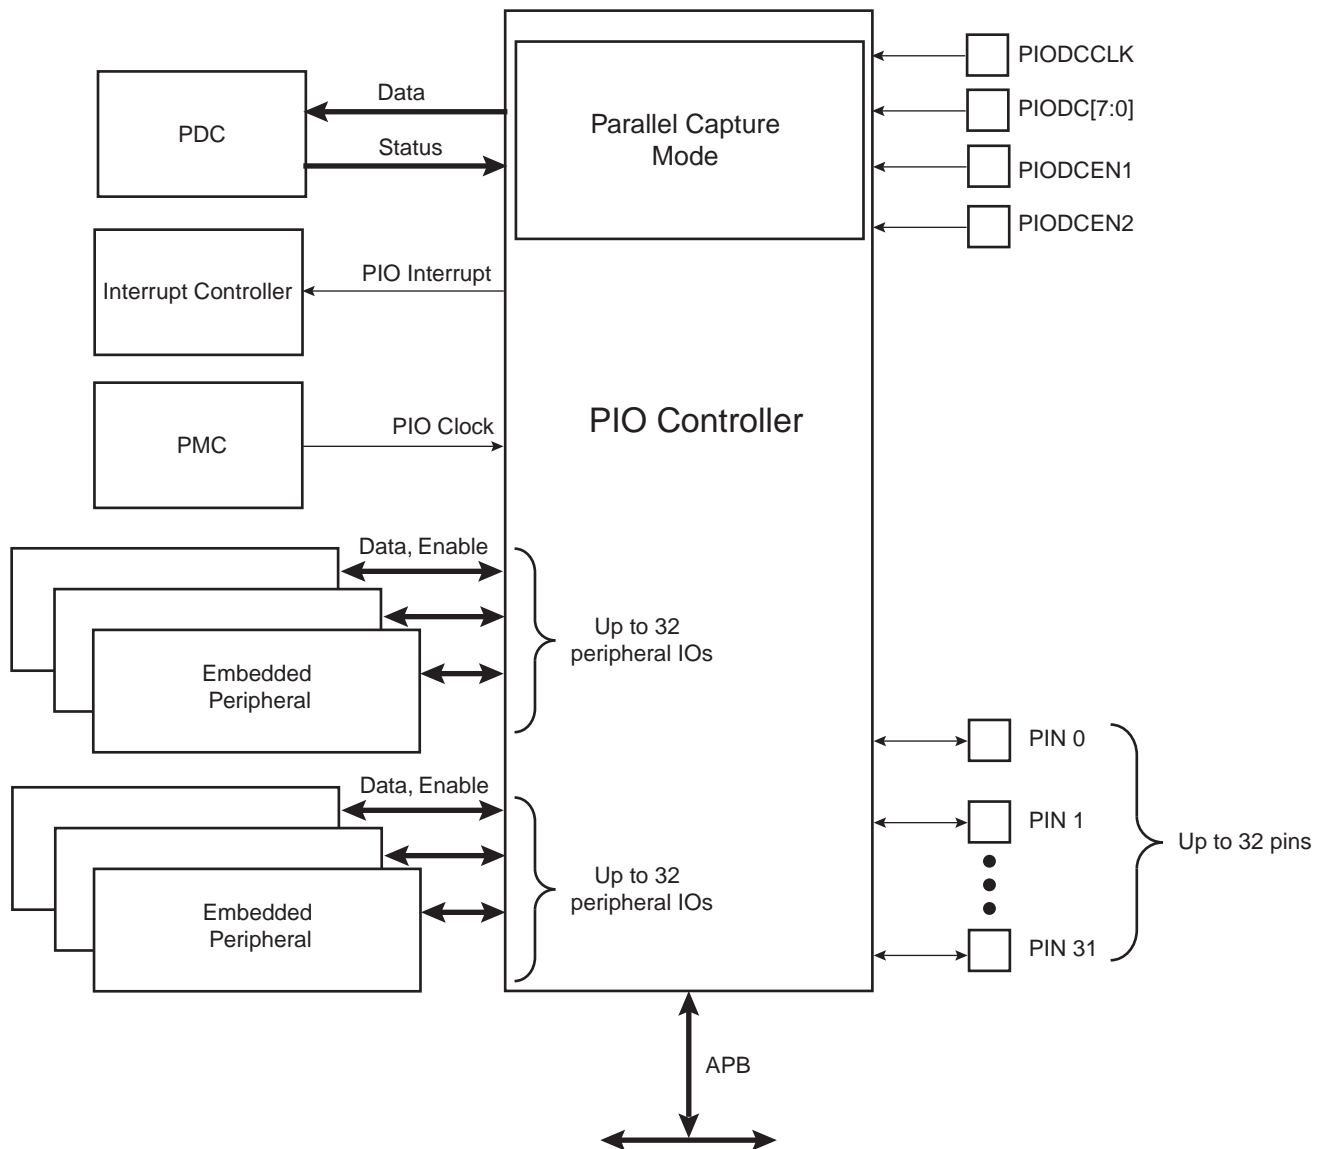 PIODCCLK
Data
PIODC[7:0]
Parallel Capture
Mode
PDC
Status
PIODCEN1
PIODCEN2
PIO Interrupt
Interrupt Controller
PIO Controller
PIO Clock
PMC
Data, Enable
Up to 32
peripheral IOs
Embedded
Peripheral
PIN 0
Data, Enable
PIN 1
Up to 32 pins
Up to 32
peripheral IOs
Embedded
Peripheral
PIN 31
APB